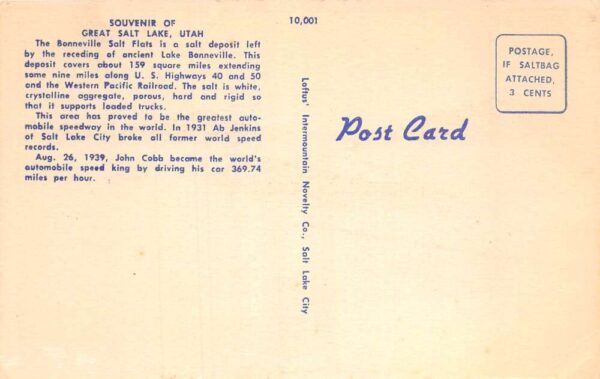 SOUVENIR OF
GREAT SALT LAKE, UTAH
The Bonneville Salt Flats is a salt deposit left
by the receding of ancient Lake Bonneville. This
deposit covers about 159 square miles extending
some nine miles along U. S. Highways 40 and 50
and the Western Pacific Railroad. The salt is white,
crystalline aggregate, porous, hard and rigid so
that it supports loaded trucks.
This area has proved to be the greatest auto-
mobile speedway in the world. In 1931 Ab Jenkins
of Salt Lake City broke all former world speed
records.
Aug. 26, 1939, John Cobb become the world's
automobile speed king by driving his car 369.74
miles per hour.
10,001
Loftus' Intermountain Novelty Co., Salt Lake City
Post Card
POSTAGE,
IF SALTBAG
ATTACHED,
3 CENTS